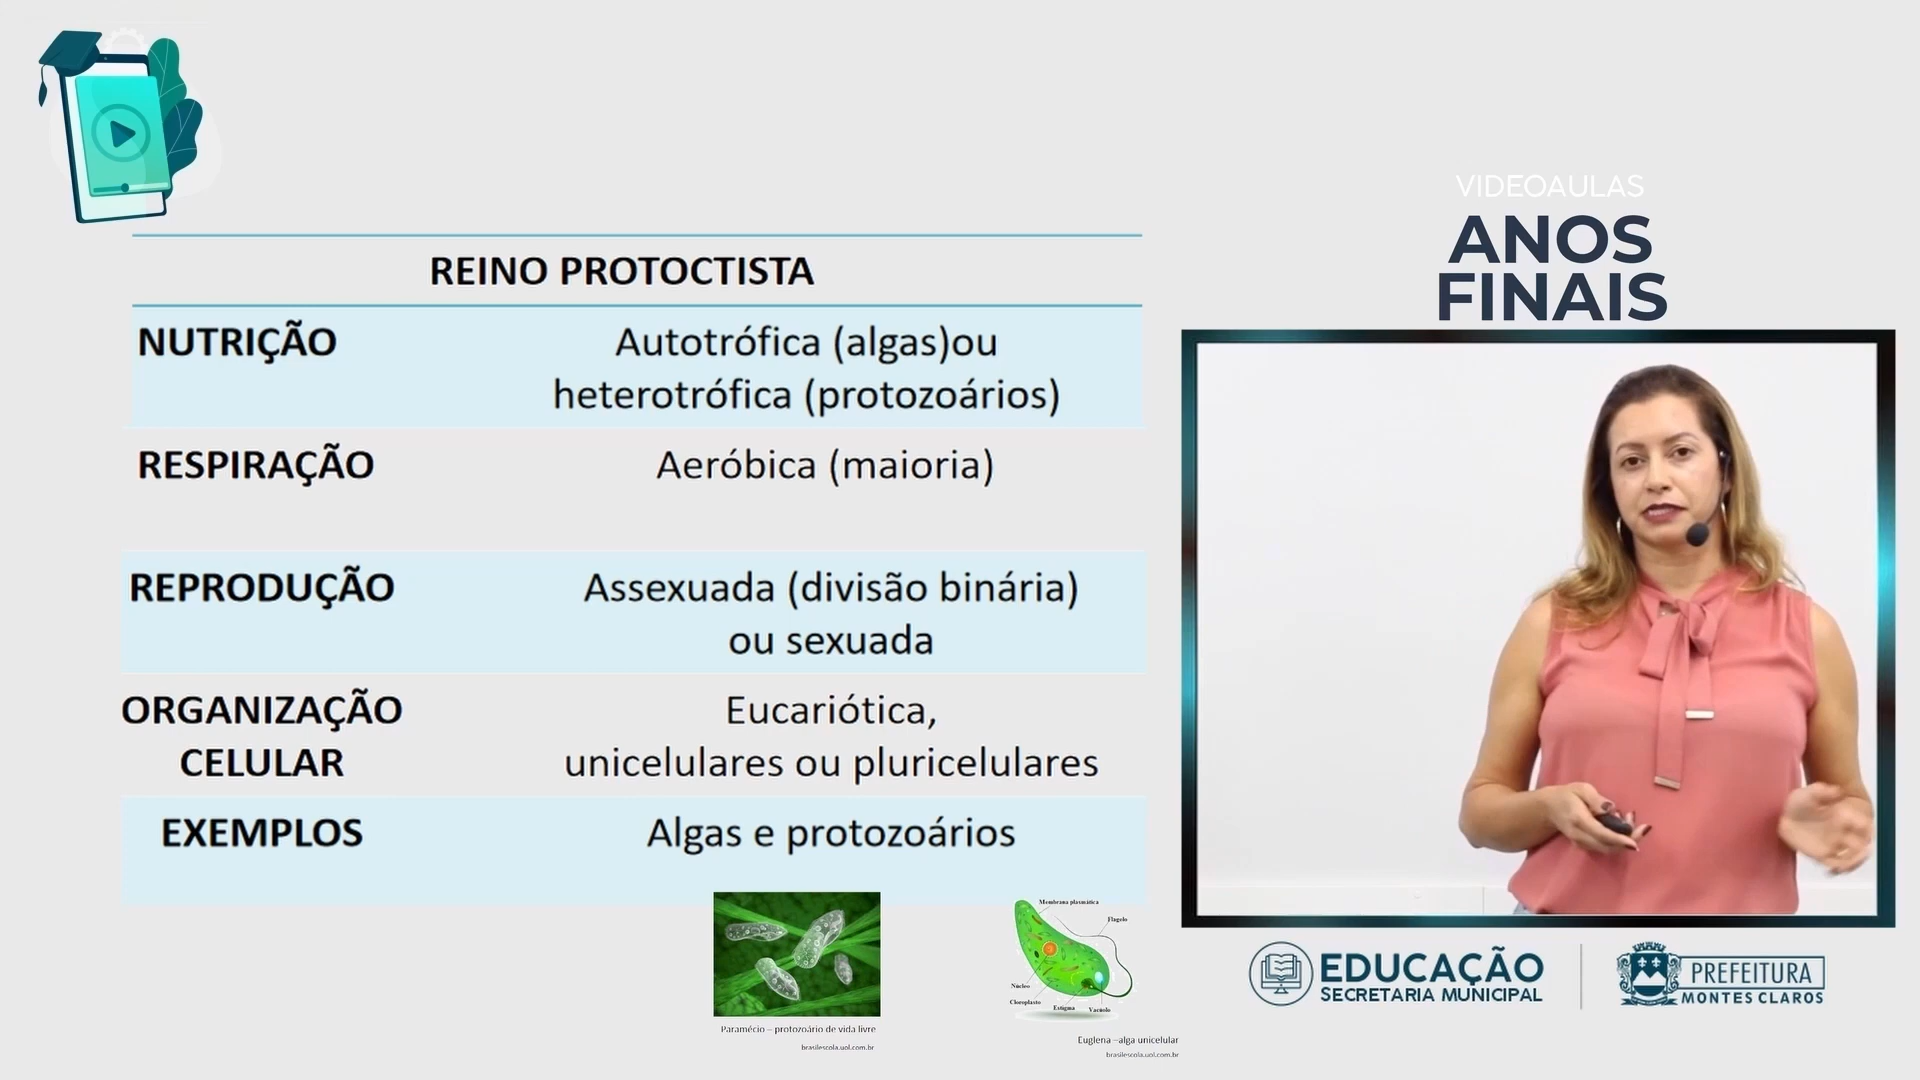 VIDEOAULAS
ANOS
FINAIS
REINO PROTOCTISTA
NUTRIÇÃO
Autotrófica (algas)ou
heterotrófica (protozoários)
RESPIRAÇÃO
Aeróbica (maioria)
REPRODUÇÃO
Assexuada (divisão binária)
ou sexuada
ORGANIZAÇÃO
CELULAR
Eucariótica,
unicelulares ou pluricelulares
EXEMPLOS
Algas e protozoários
Membrana plasmática
Flagelo
Núcleo
Cloroplasto
Estigma
Vacúolo
Paramécio – protozoário de vida livre
brasilescola.uol.com.br
Euglena –alga unicelular
brasilescola.uol.com.br
EDUCAÇÃO
SECRETARIA MUNICIPAL
PREFEITURA
MONTES CLAROS